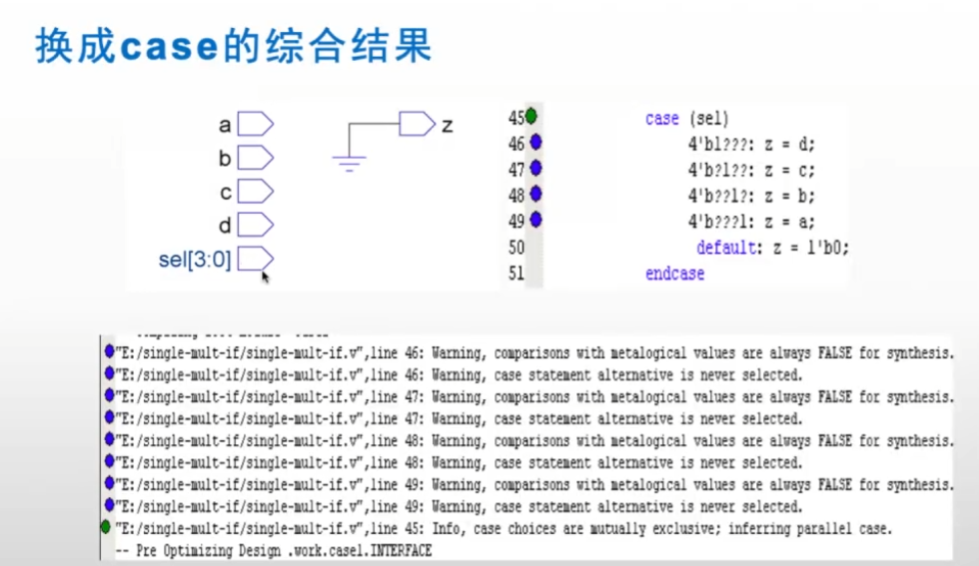 换成case的综合结果
a
b
c
d
sel[3:0]
z
45 case (sel)
46 4'b1???: z = d;
47 4'b?1??: z = c;
48 4'b??1?: z = b;
49 4'b???1: z = a;
50 default: z = 1'b0;
51 endcase
"E:/single-mult-if/single-mult-if.v",line 46: Warning, comparisons with metalogical values are always FALSE for synthesis.
"E:/single-mult-if/single-mult-if.v",line 46: Warning, case statement alternative is never selected.
"E:/single-mult-if/single-mult-if.v",line 47: Warning, comparisons with metalogical values are always FALSE for synthesis.
"E:/single-mult-if/single-mult-if.v",line 47: Warning, case statement alternative is never selected.
"E:/single-mult-if/single-mult-if.v",line 48: Warning, comparisons with metalogical values are always FALSE for synthesis.
"E:/single-mult-if/single-mult-if.v",line 48: Warning, case statement alternative is never selected.
"E:/single-mult-if/single-mult-if.v",line 49: Warning, comparisons with metalogical values are always FALSE for synthesis.
"E:/single-mult-if/single-mult-if.v",line 49: Warning, case statement alternative is never selected.
"E:/single-mult-if/single-mult-if.v",line 45: Info, case choices are mutually exclusive; inferring parallel case.
-- Pre Optimizing Design .work.case1.INTERFACE